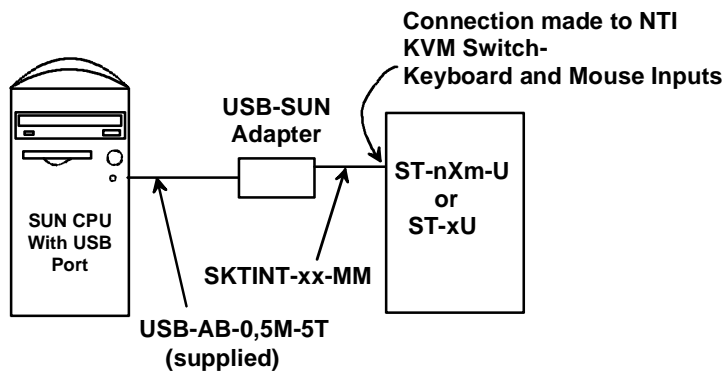 Connection made to NTI
KVM Switch-
Keyboard and Mouse Inputs
USB-SUN
Adapter
ST-nXm-U
or
ST-xU
SUN CPU
With USB
Port
SKTINT-xx-MM
USB-AB-0,5M-5T
(supplied)